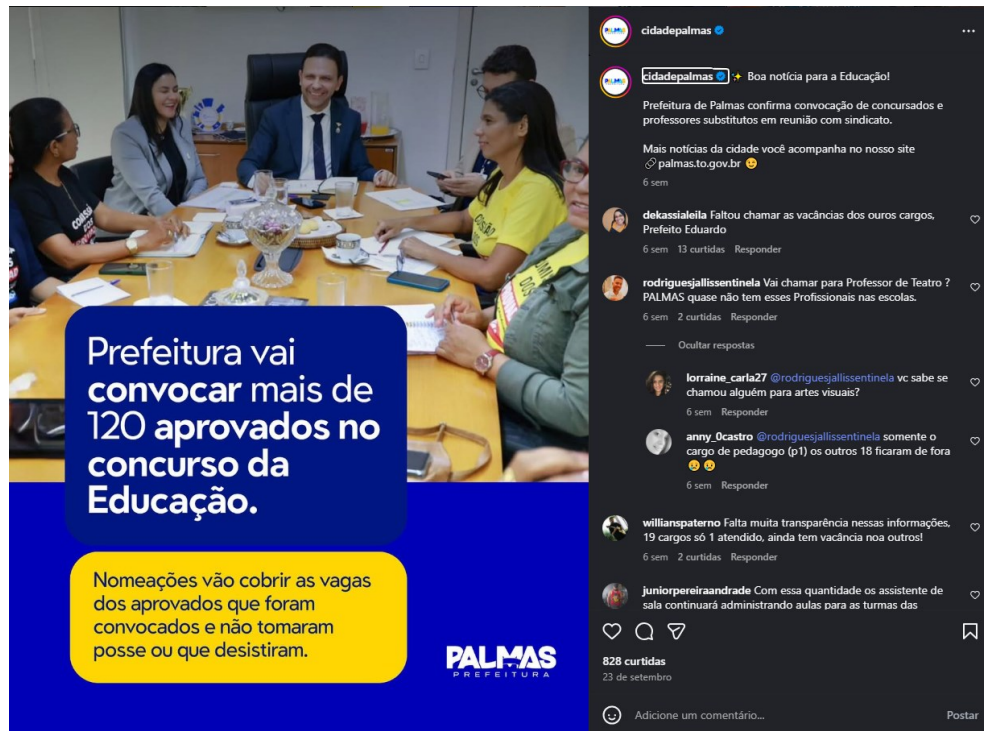 Prefeitura vai
convocar mais de
120 aprovados no
concurso da
Educação.
Nomeações vão cobrir as vagas
dos aprovados que foram
convocados e não tomaram
posse ou que desistiram.
PALMAS
PREFEITURA
cidadepalmas
cidadepalmas ✨ Boa notícia para a Educação!
Prefeitura de Palmas confirma convocação de concursados e
professores substitutos em reunião com sindicato.
Mais notícias da cidade você acompanha no nosso site
🔗palmas.to.gov.br 😉
6 sem
dekassialeila Faltou chamar as vacâncias dos ouros cargos,
Prefeito Eduardo
6 sem 13 curtidas Responder
rodriguesjallissentinela Vai chamar para Professor de Teatro ?
PALMAS quase não tem esses Profissionais nas escolas.
6 sem 2 curtidas Responder
Ocultar respostas
lorraine_carla27 @rodriguesjallissentinela vc sabe se
chamou alguém para artes visuais?
6 sem Responder
anny_0castro @rodriguesjallissentinela somente o
cargo de pedagogo (p1) os outros 18 ficaram de fora
😢 😢
6 sem Responder
willianspaterno Falta muita transparência nessas informações,
19 cargos só 1 atendido, ainda tem vacância noa outros!
6 sem 2 curtidas Responder
juniorpereiraandrade Com essa quantidade os assistente de
sala continuará administrando aulas para as turmas das
828 curtidas
23 de setembro
Adicione um comentário...
Postar